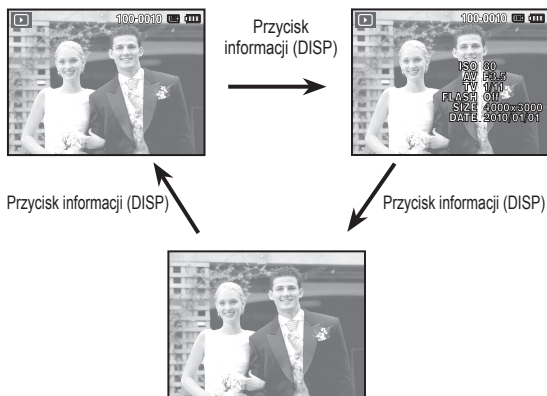 100-0010
Przycisk
informacji (DISP)
100-0010
ISO 80
AV F3.5
TV 1/11
FLASH Off
SIZE 4000x3000
DATE 2010/01/01
Przycisk informacji (DISP)
Przycisk informacji (DISP)